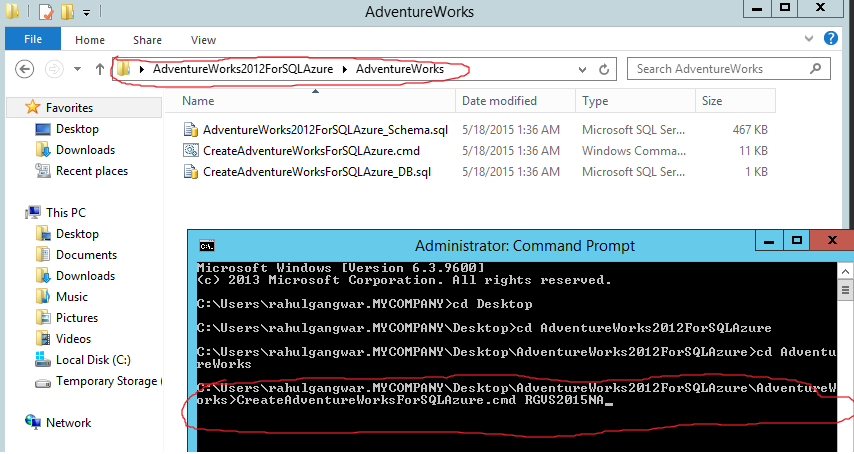 AdventureWorks
File Home Share View
AdventureWorks2012ForSQLAzure AdventureWorks
Search AdventureWorks
Name Date modified Type Size
Favorites
Desktop
Downloads
Recent places
This PC
Desktop
Documents
Downloads
Music
Pictures
Videos
Local Disk (C:)
Temporary Storage (
Network
AdventureWorks2012ForSQLAzure_Schema.sql 5/18/2015 1:36 AM Microsoft SQL Ser... 467 KB
CreateAdventureWorksForSQLAzure.cmd 5/18/2015 1:36 AM Windows Comma... 11 KB
CreateAdventureWorksForSQLAzure_DB.sql 5/18/2015 1:36 AM Microsoft SQL Ser... 1 KB
Administrator: Command Prompt
Microsoft Windows [Version 6.3.9600]
(c) 2013 Microsoft Corporation. All rights reserved.
C:\Users\rahulgangwar.MYCOMPANY>cd Desktop
C:\Users\rahulgangwar.MYCOMPANY\Desktop>cd AdventureWorks2012ForSQLAzure
C:\Users\rahulgangwar.MYCOMPANY\Desktop\AdventureWorks2012ForSQLAzure>cd Adventu
reWorks
C:\Users\rahulgangwar.MYCOMPANY\Desktop\AdventureWorks2012ForSQLAzure\AdventureW
orks>CreateAdventureWorksForSQLAzure.cmd RGVS2015NA_